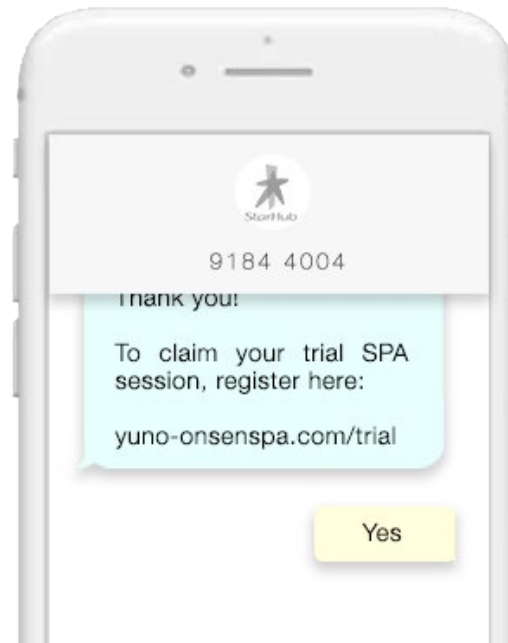 StarHub
9184 4004
Thank you!
To claim your trial SPA
session, register here:
yuno-onsenspa.com/trial
Yes